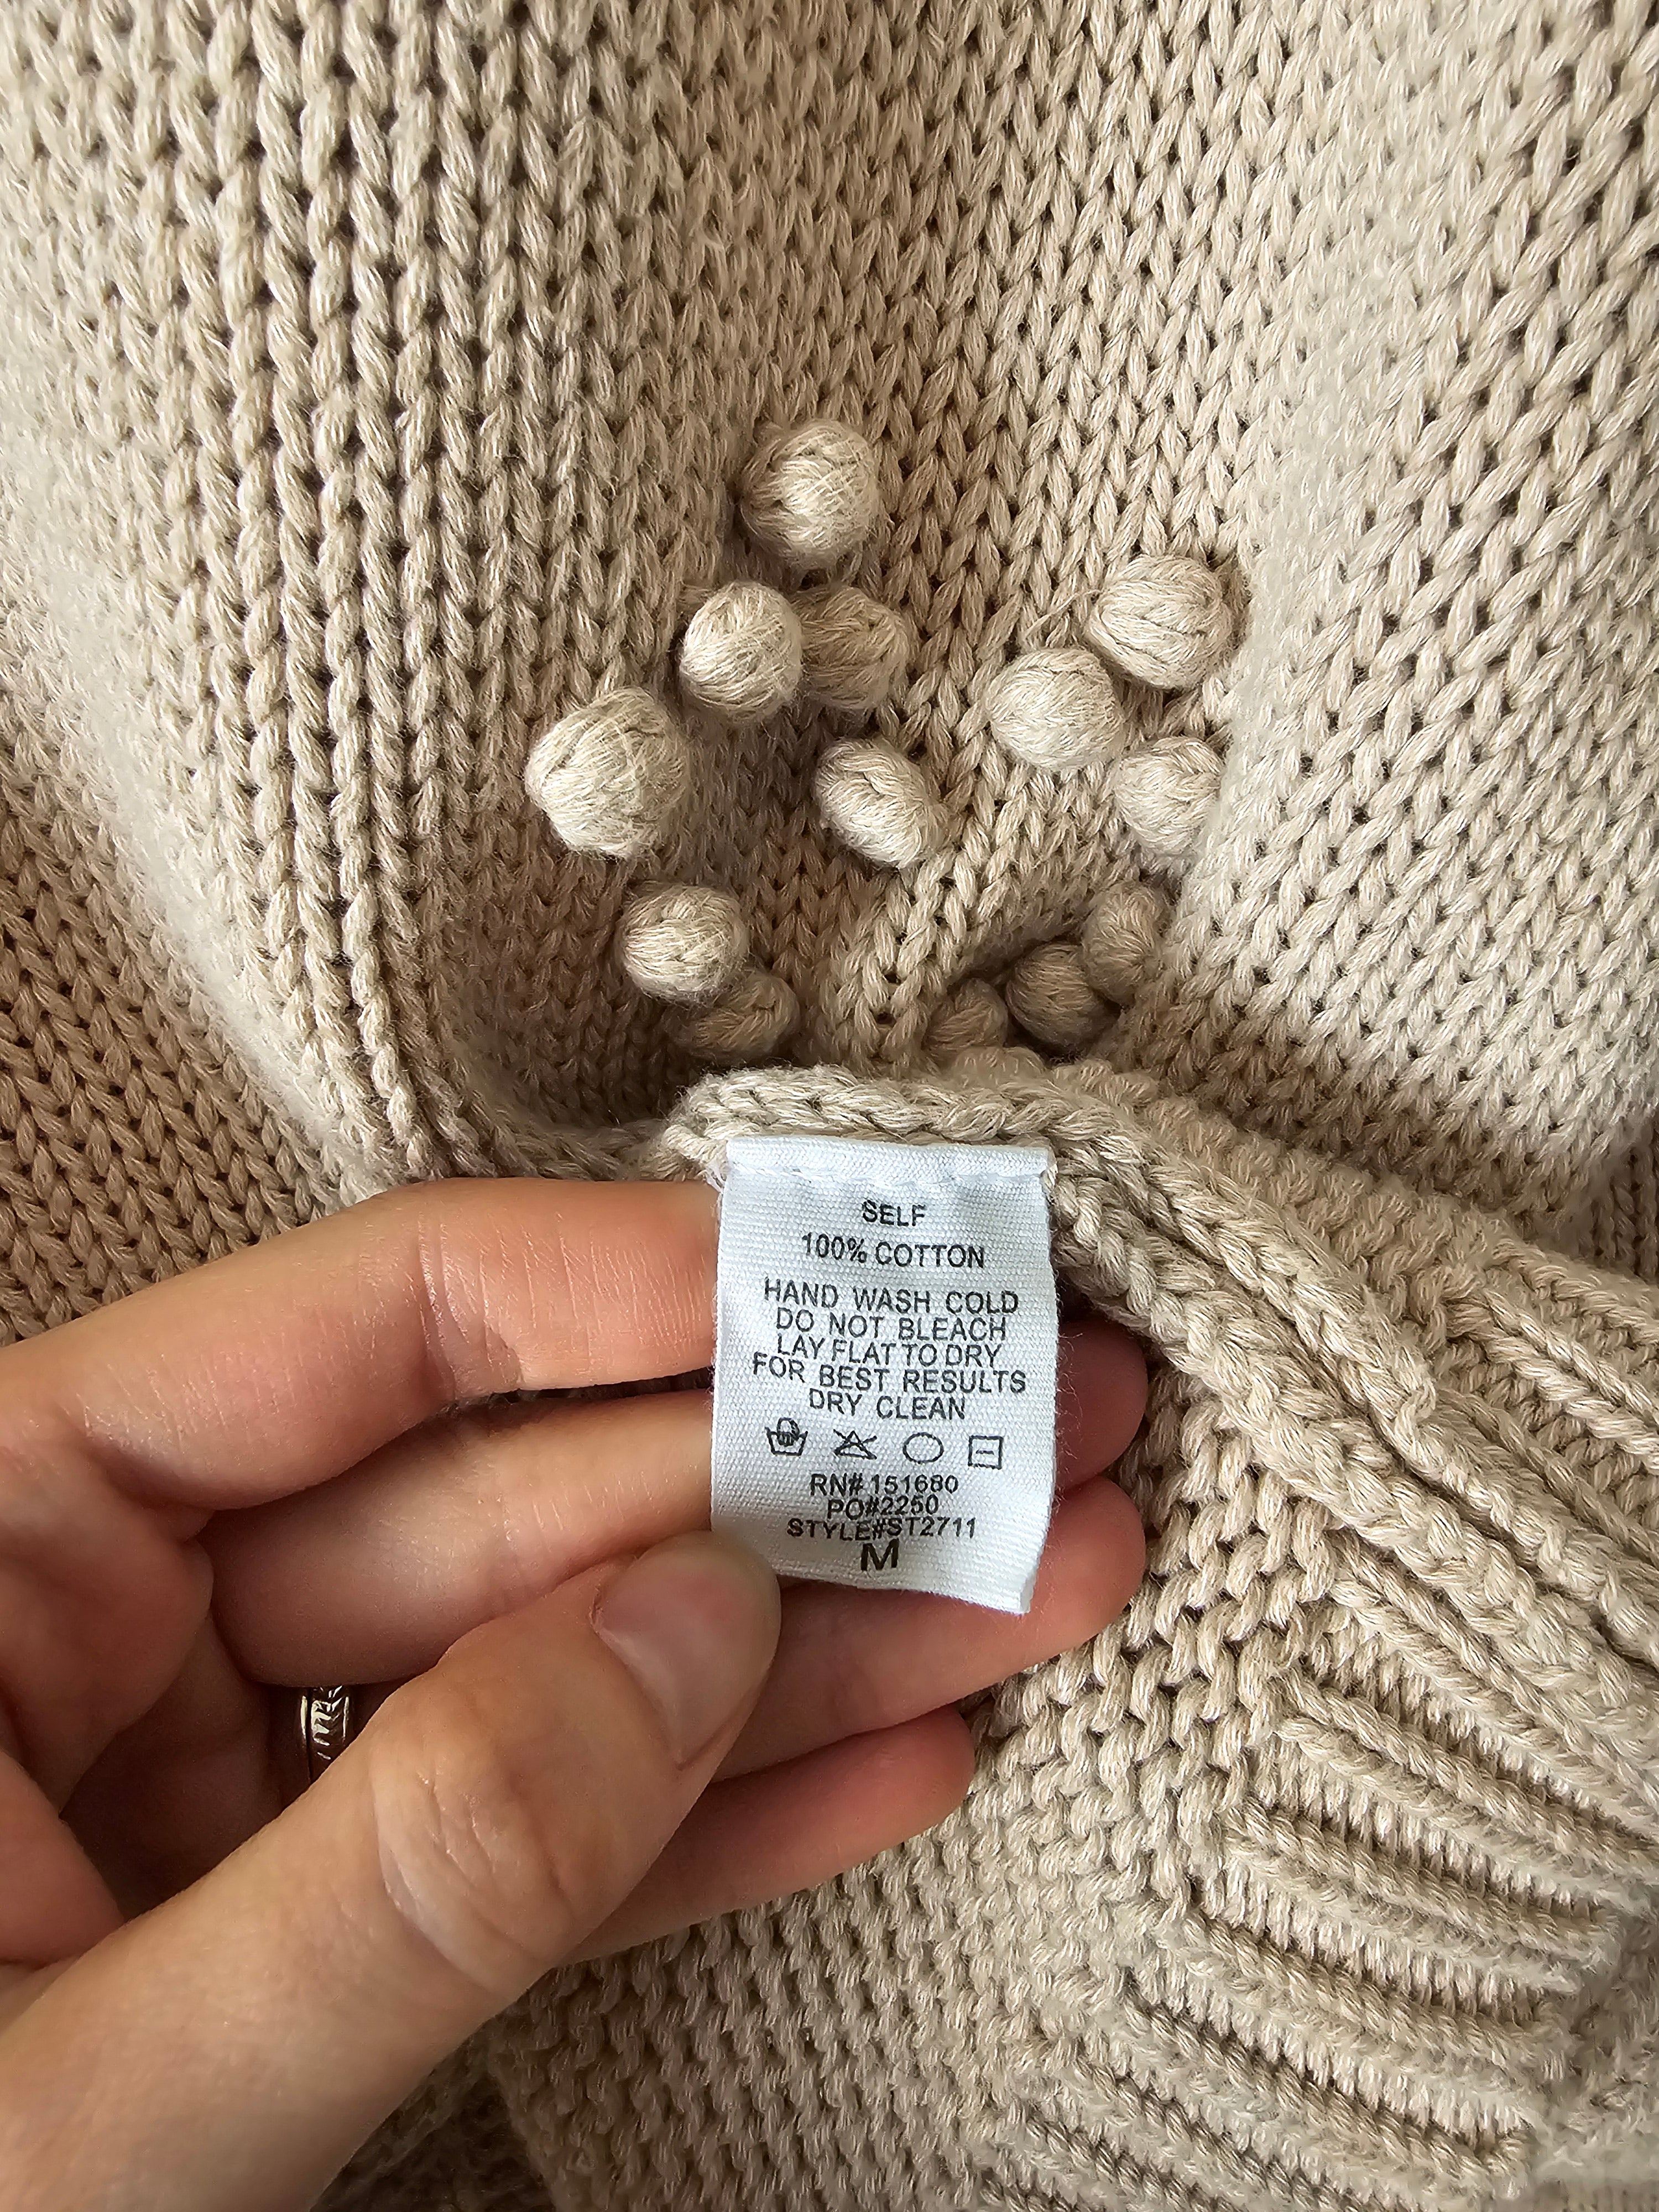 SELF
100% COTTON
HAND WASH COLD
DO NOT BLEACH
LAY FLAT TO DRY
FOR BEST RESULTS
DRY CLEAN
RN# 151680
PO#2250
STYLE#ST2711
M